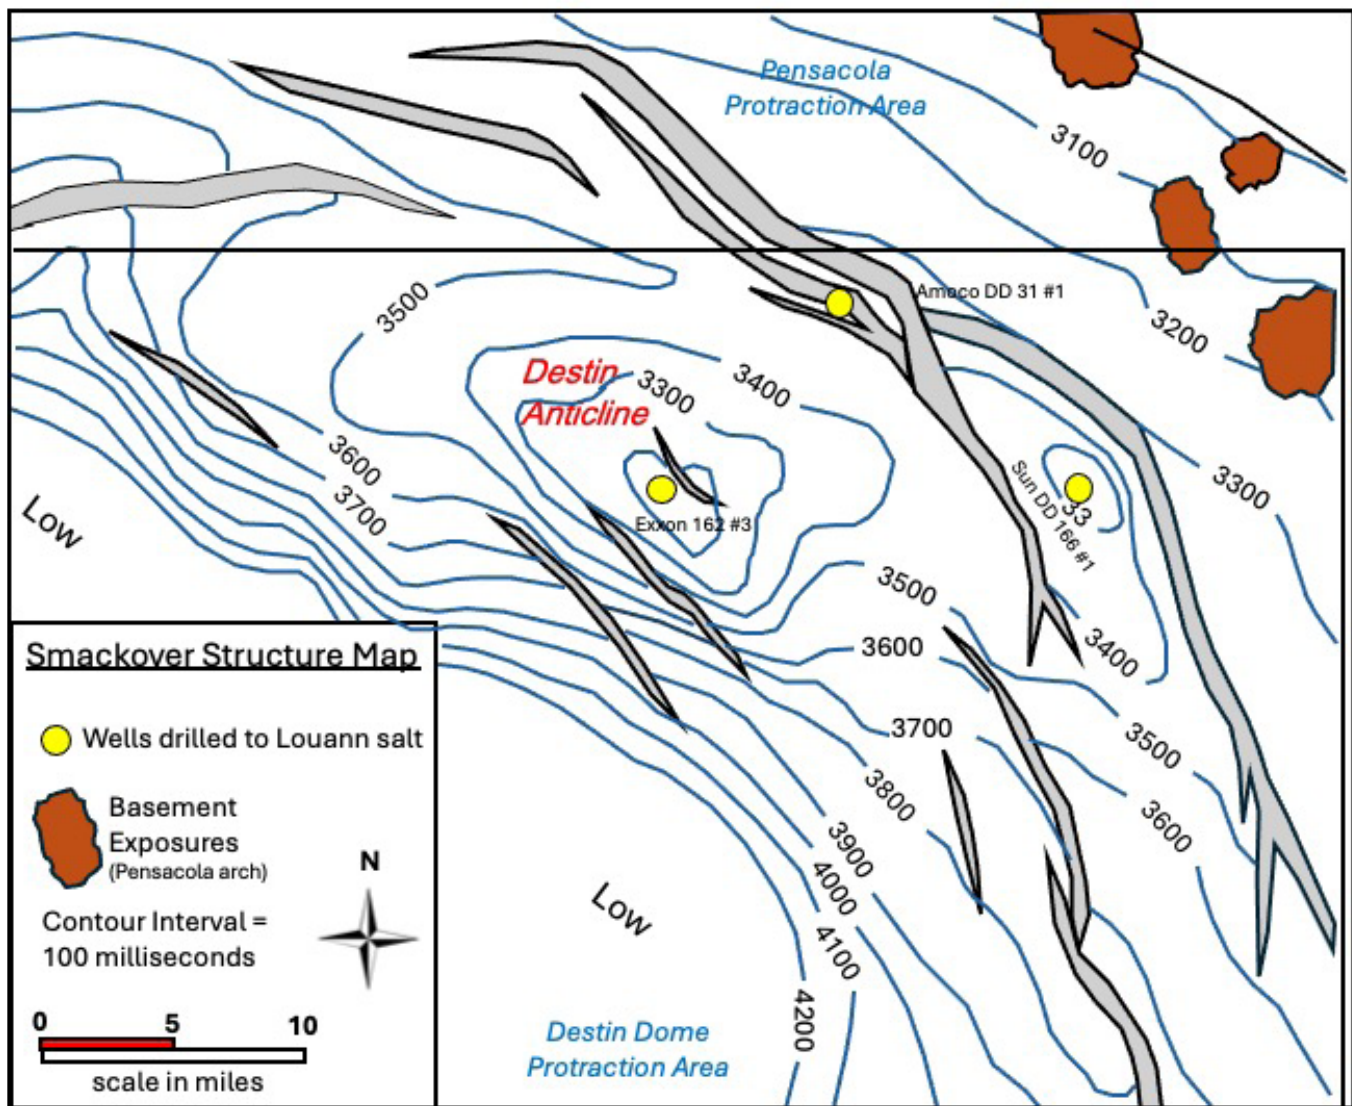 Pensacola
Protraction Area
3100
3200
3300
Amoco DD 31 #1
3500
Destin
Anticline
3300
3400
3600
3700
Low
Exxon 162 #3
Sun DD 166 #1
33
3500
3400
3600
3700
3500
3800
3600
3900
4000
4100
4200
Low
Destin Dome
Protraction Area
Smackover Structure Map
Wells drilled to Louann salt
Basement
Exposures
(Pensacola arch)
N
Contour Interval =
100 milliseconds
0 5 10
scale in miles